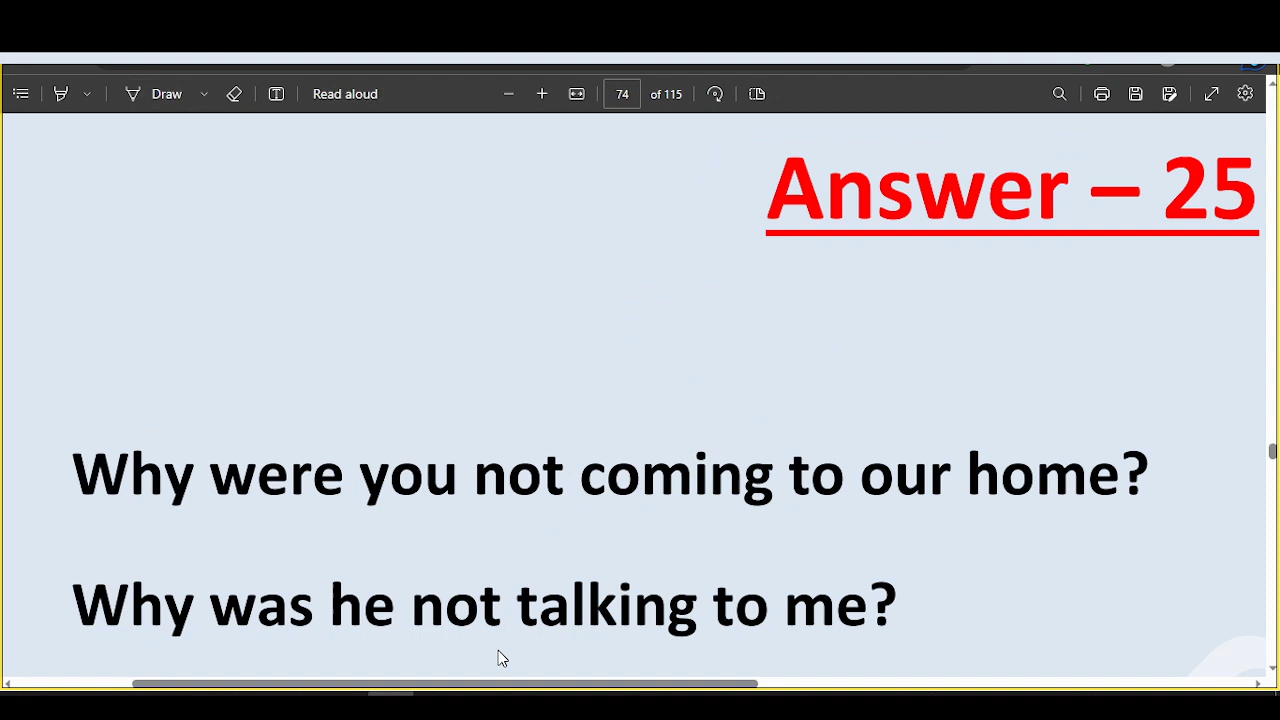 Draw
Read aloud
74 of 115
Answer – 25
Why were you not coming to our home?
Why was he not talking to me?